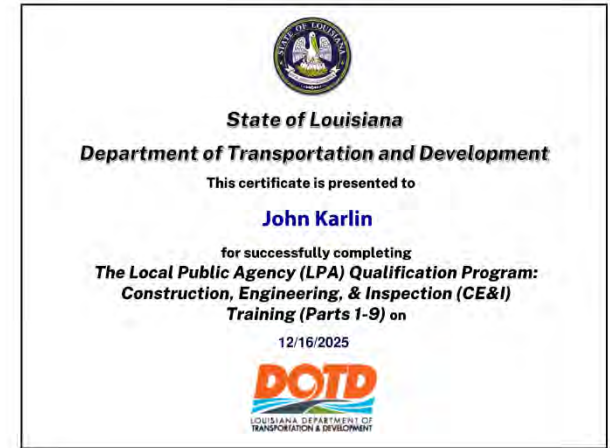 STATE OF LOUISIANA
State of Louisiana
Department of Transportation and Development
This certificate is presented to
John Karlin
for successfully completing
The Local Public Agency (LPA) Qualification Program:
Construction, Engineering, & Inspection (CE&I)
Training (Parts 1-9) on
12/16/2025
DOTD
LOUISIANA DEPARTMENT OF
TRANSPORTATION & DEVELOPMENT